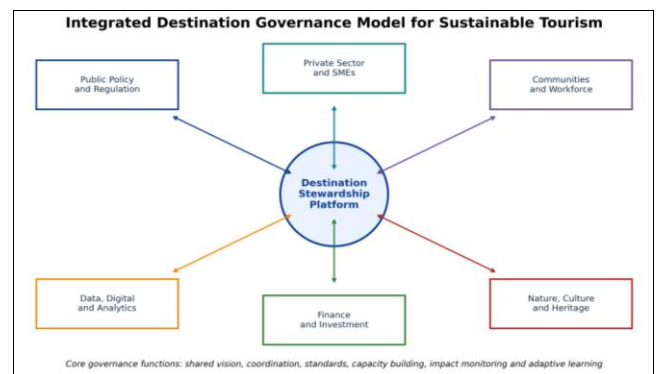 Integrated Destination Governance Model for Sustainable Tourism
Private Sector
and SMEs
Public Policy
and Regulation
Communities
and Workforce
Destination
Stewardship
Platform
Data, Digital
and Analytics
Finance
and Investment
Nature, Culture
and Heritage
Core governance functions: shared vision, coordination, standards, capacity building, impact monitoring and adaptive learning